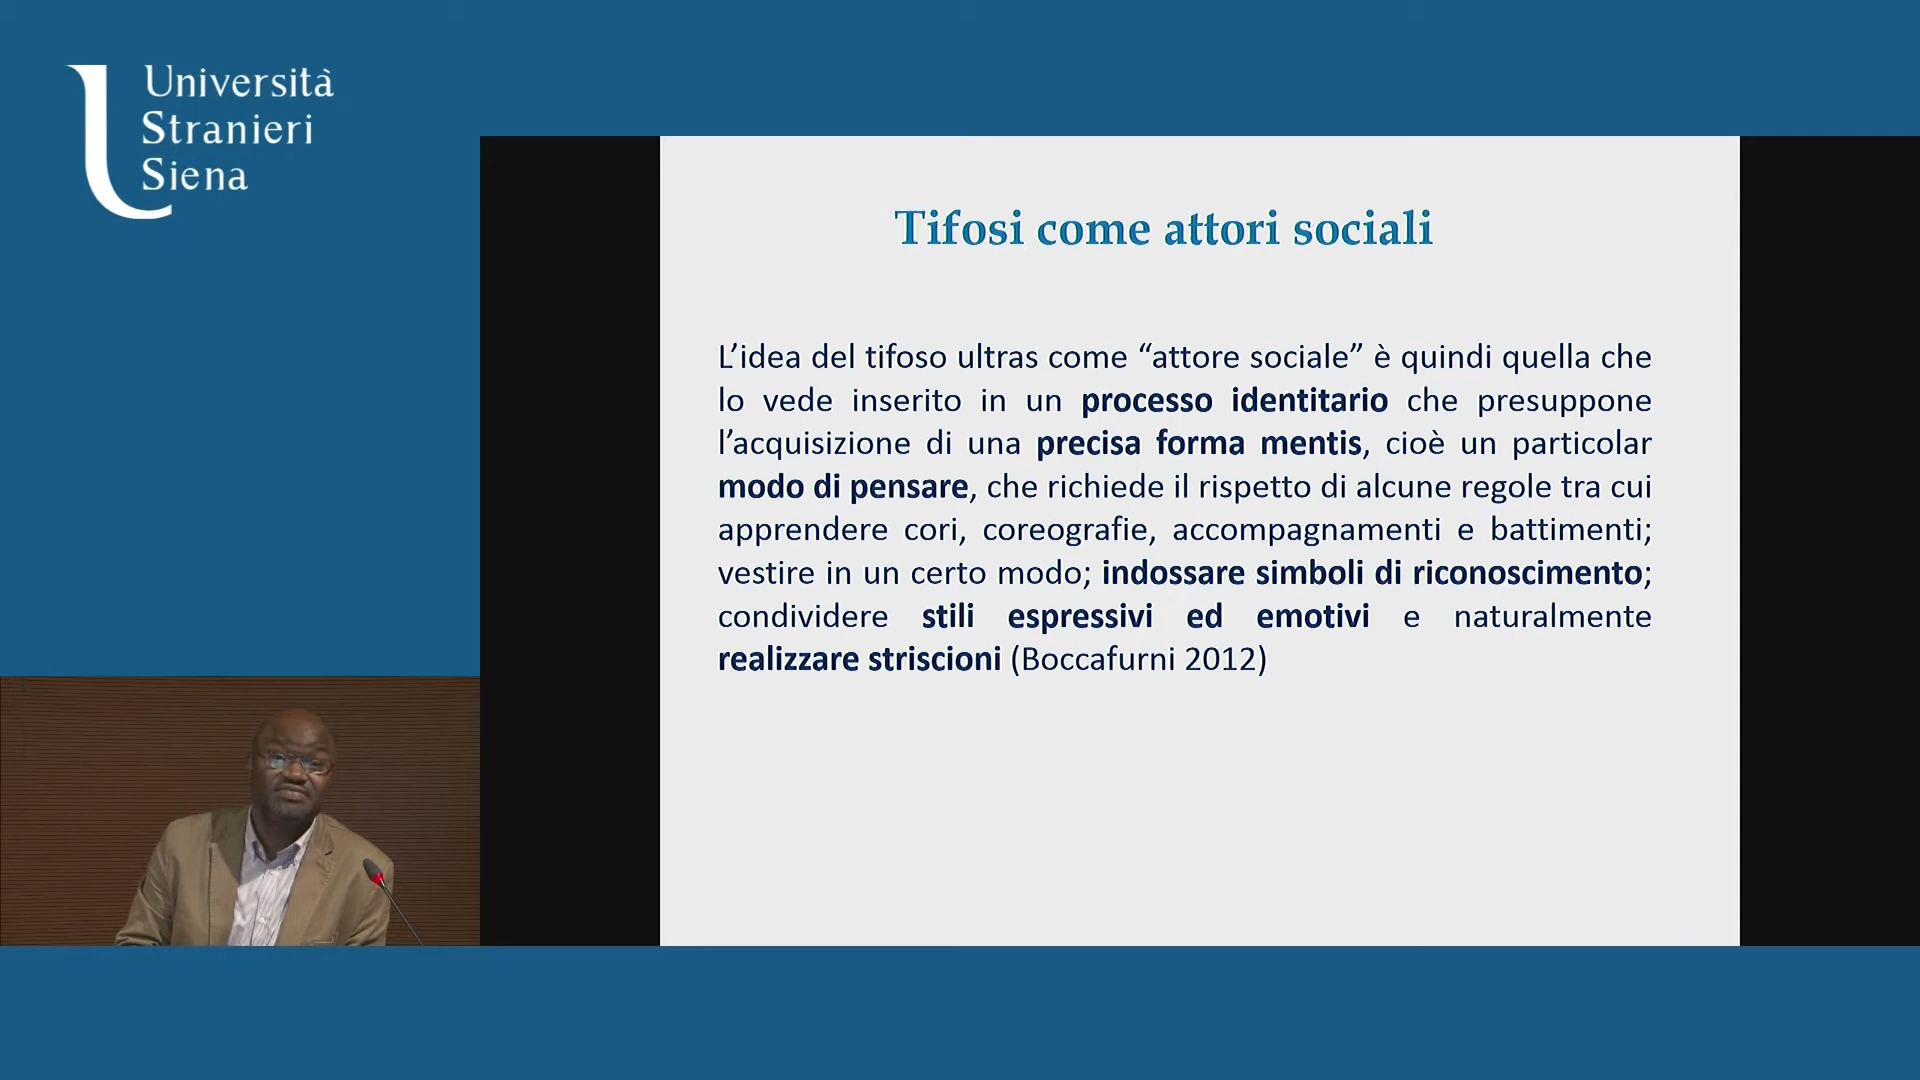 Università
Stranieri
Siena
Tifosi come attori sociali
L’idea del tifoso ultras come “attore sociale” è quindi quella che
lo vede inserito in un processo identitario che presuppone
l’acquisizione di una precisa forma mentis, cioè un particolar
modo di pensare, che richiede il rispetto di alcune regole tra cui
apprendere cori, coreografie, accompagnamenti e battimenti;
vestire in un certo modo; indossare simboli di riconoscimento;
condividere stili espressivi ed emotivi e naturalmente
realizzare striscioni (Boccafurni 2012)